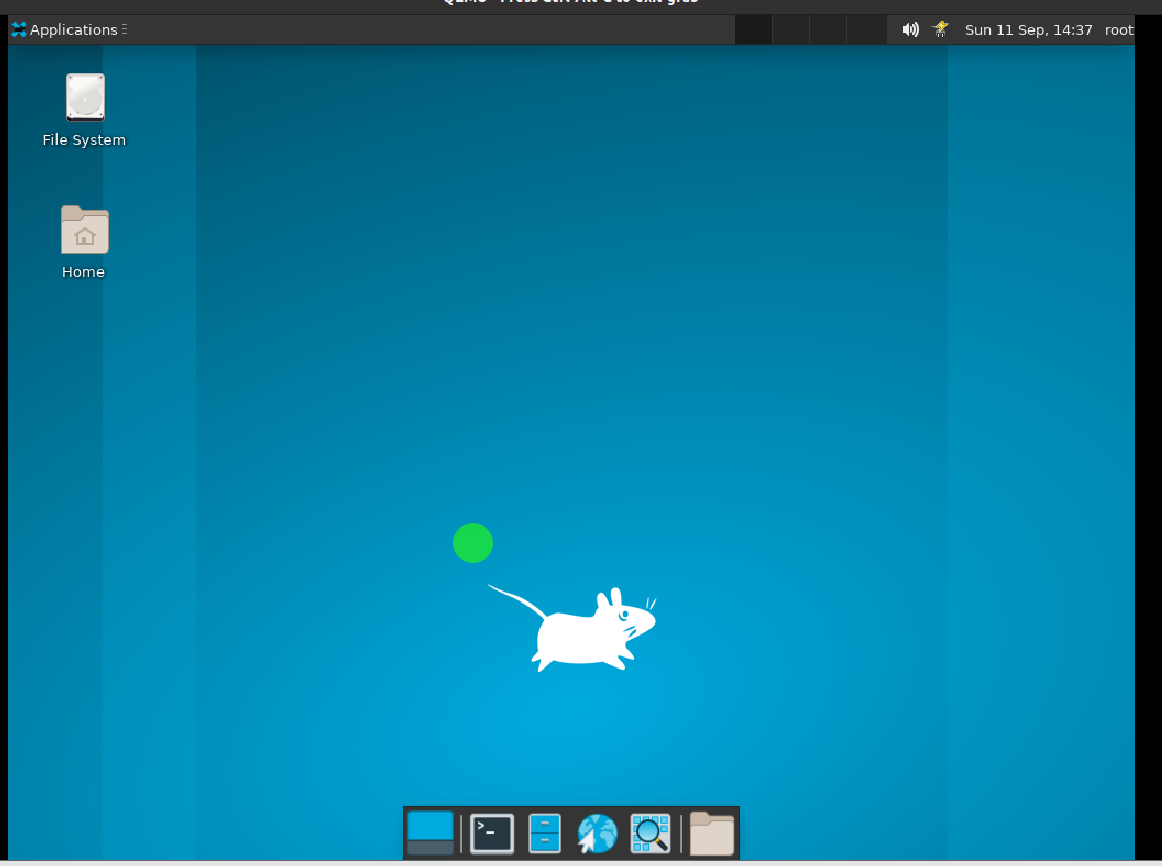 Applications
Sun 11 Sep, 14:37
root
File System
Home
>-